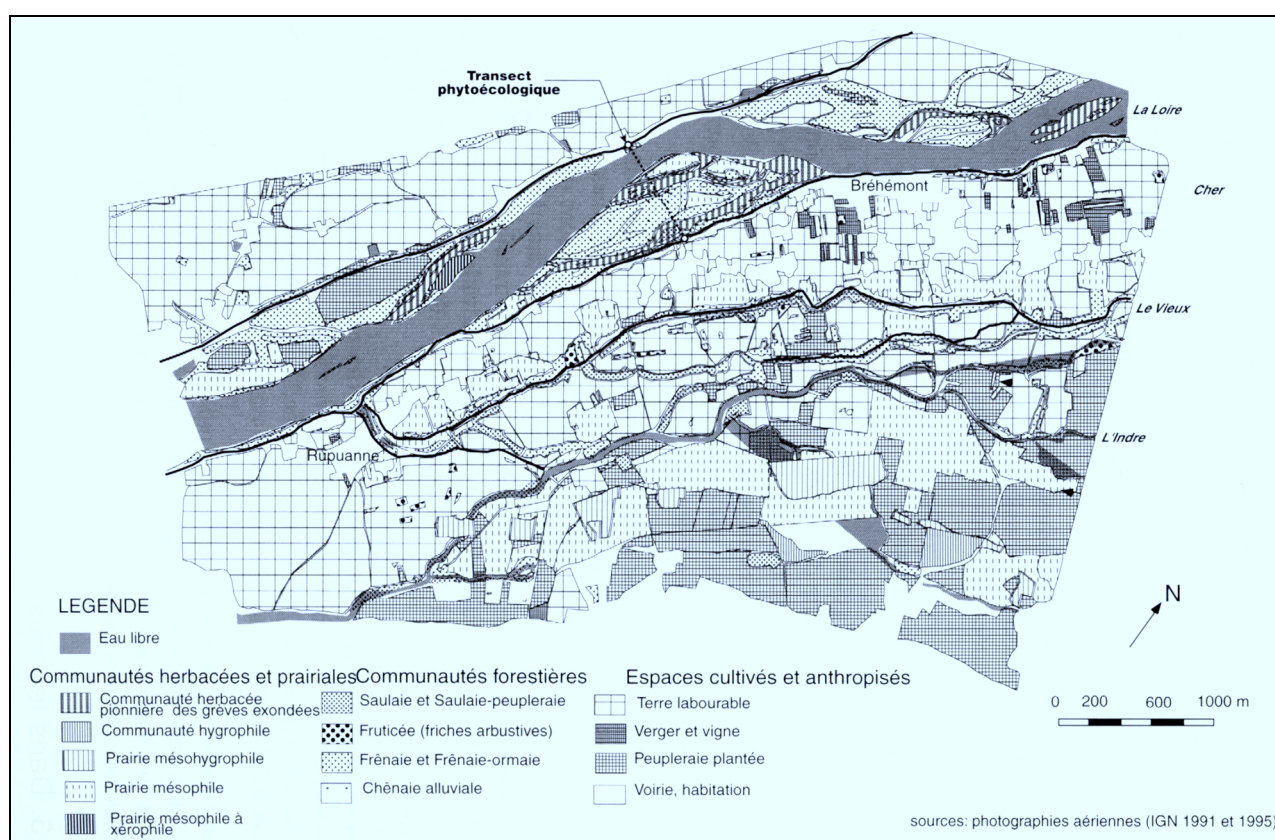 Transect
phytoécologique
La Loire
Cher
Bréhémont
Le Vieux
L'Indre
Rupuanne
N
LEGENDE
Eau libre
Communautés herbacées et prairiales
Communauté herbacée
pionnière des grèves exondées
Communauté hygrophile
Prairie mésohygrophile
Prairie mésophile
Prairie mésophile à
xérophile
Communautés forestières
Saulaie et Saulaie-peupleraie
Fruticée (friches arbustives)
Frênaie et Frênaie-ormaie
Chênaie alluviale
Espaces cultivés et anthropisés
Terre labourable
Verger et vigne
Peupleraie plantée
Voirie, habitation
0 200 600 1000 m
sources: photographies aériennes (IGN 1991 et 1995)